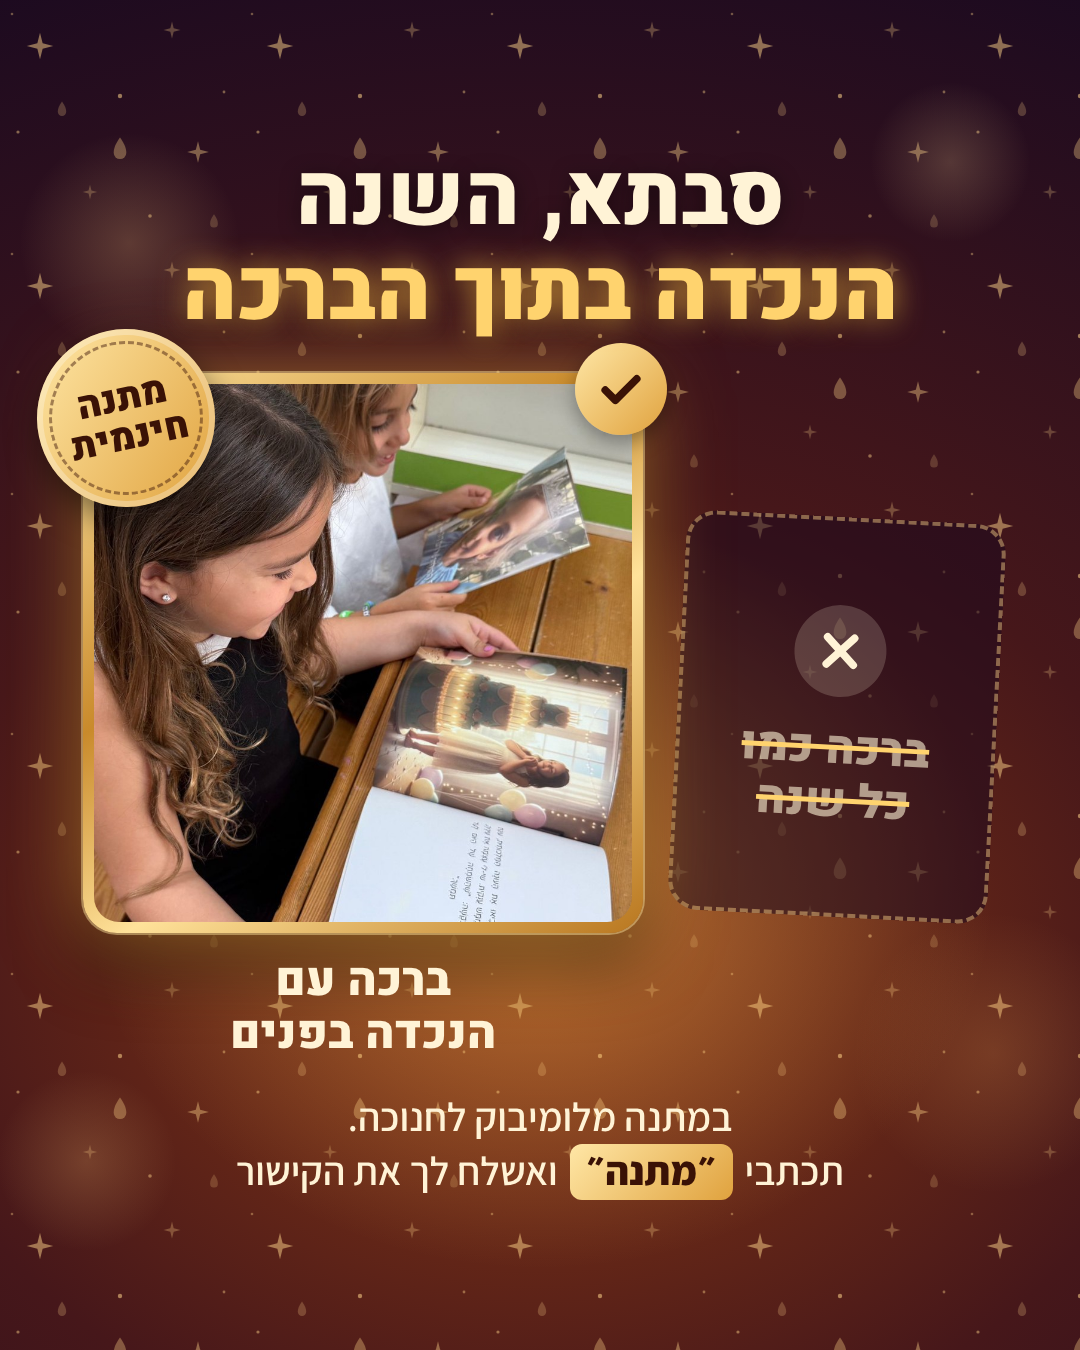 סבתא, השנה
הנכדה בתוך הברכה
מתנה
חינמית
ברכה כמו
כל שנה
ברכה עם
הנכדה בפנים
במתנה מלומיבוק לחנוכה.
תכתבי ״מתנה״ ואשלח לך את הקישור